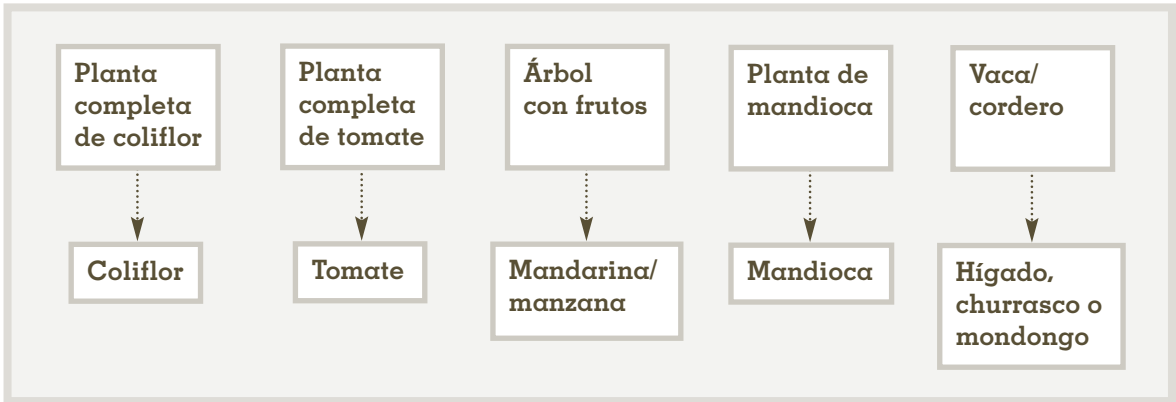 Planta
completa
de coliflor
Planta
completa
de tomate
Árbol
con frutos
Planta de
mandioca
Vaca/
cordero
Coliflor
Tomate
Mandarina/
manzana
Mandioca
Hígado,
churrasco o
mondongo